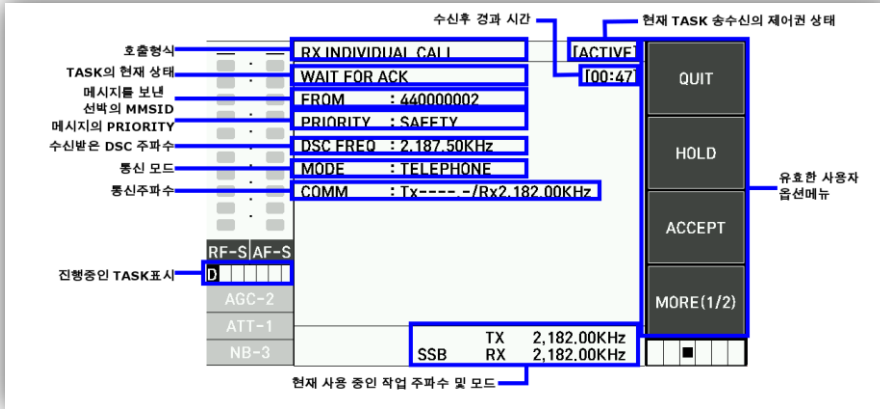 수신후 경과 시간
현재 TASK 송수신의 제어권 상태
호출형식
RX INDIVIDUAL CALL
[ACTIVE]
TASK의 현재 상태
WAIT FOR ACK
[00:47]
QUIT
메시지를 보낸
선박의 MMSID
FROM : 440000002
메시지의 PRIORITY
PRIORITY : SAFETY
수신받은 DSC 주파수
DSC FREQ : 2,187.50KHz
HOLD
통신 모드
MODE : TELEPHONE
통신주파수
COMM : Tx----.-/Rx2,182.00KHz
유효한 사용자
옵션메뉴
ACCEPT
RF-S AF-S
진행중인 TASK표시
D
AGC-2
MORE(1/2)
ATT-1
TX 2,182.00KHz
NB-3
SSB RX 2,182.00KHz
현재 사용 중인 작업 주파수 및 모드